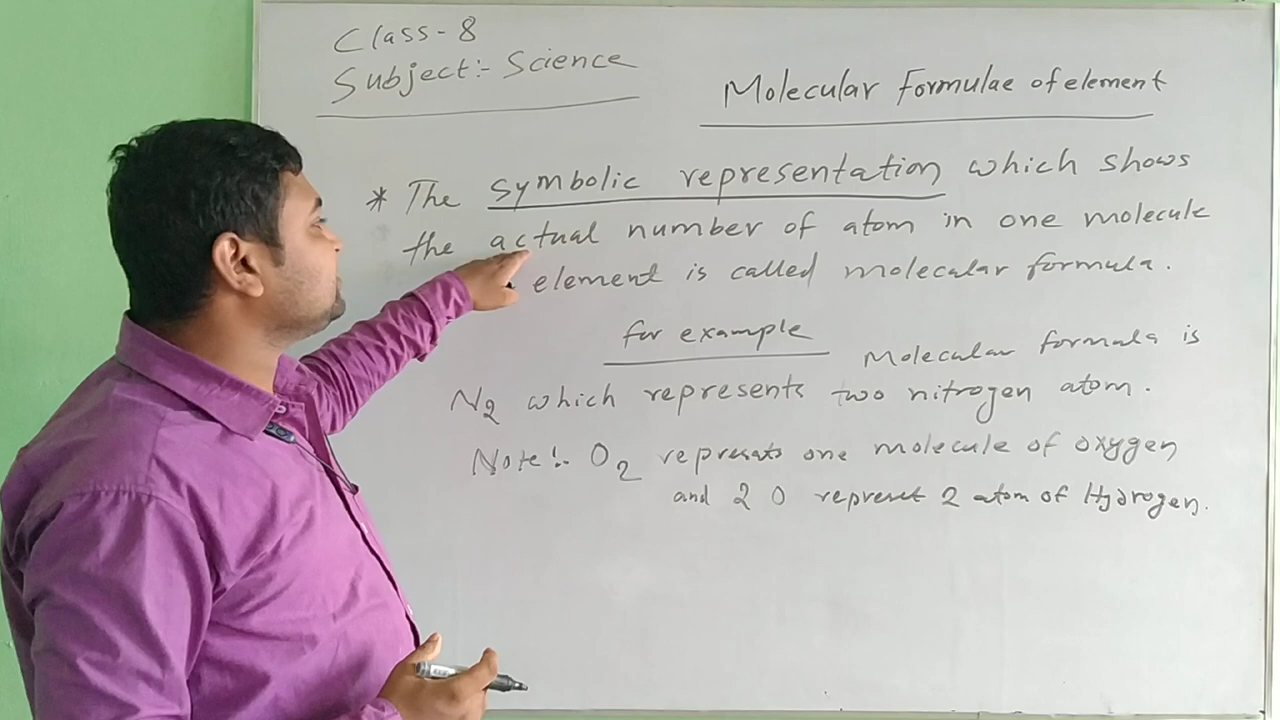 Class-8
Subject:- Science
Molecular Formulae of element
* The symbolic representation which shows
the actual number of atom in one molecule
element is called molecular formula.
for example
Molecular formula is
N2 which represents two nitrogen atom.
Note:- O2 represats one molecule of oxygen
and 2 O represet 2 atom of Hydrogen.